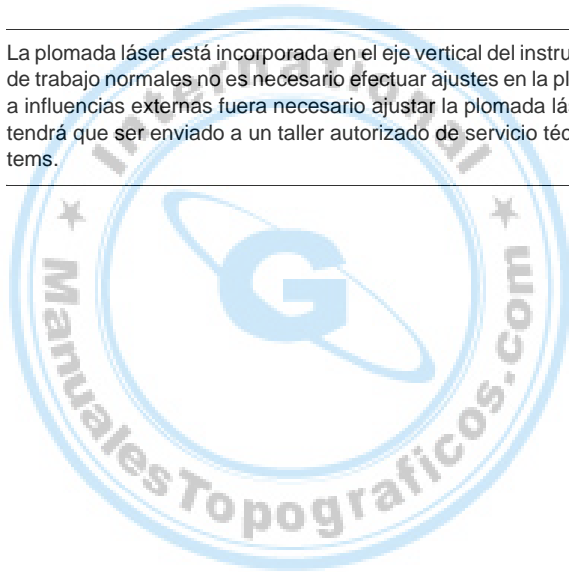 La plomada láser está incorporada en el eje vertical del instru
de trabajo normales no es necesario efectuar ajustes en la pl
a influencias externas fuera necesario ajustar la plomada lás
tendrá que ser enviado a un taller autorizado de servicio téc
tems.
International
G
ManualesTopograficos.com